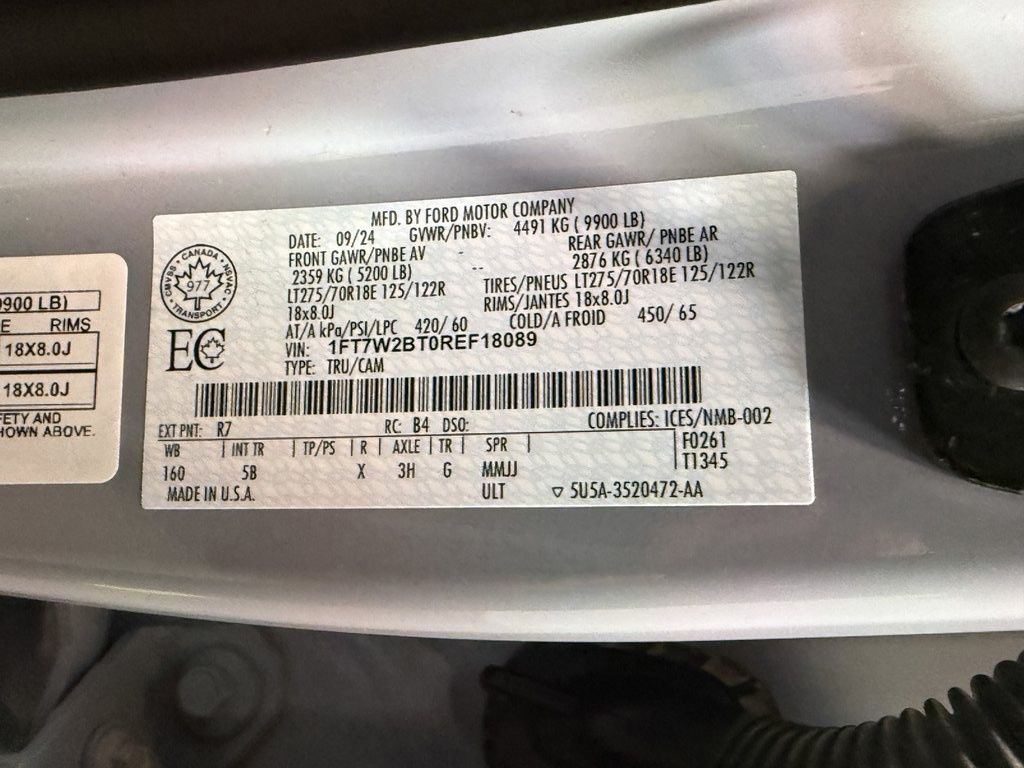 MFD. BY FORD MOTOR COMPANY
DATE: 09/24 GVWR/PNBV: 4491 KG ( 9900 LB)
FRONT GAWR/PNBE AV - REAR GAWR/ PNBE AR
2359 KG ( 5200 LB) -- 2876 KG ( 6340 LB)
LT275/70R18E 125/122R TIRES/PNEUS LT275/70R18E 125/122R
18x8.0J RIMS/JANTES 18x8.0J
AT/A kPa/PSI/LPC 420/ 60 COLD/A FROID 450/ 65
VIN: 1FT7W2BT0REF18089
TYPE: TRU/CAM
CANADA
CMVSS NSVAC
977
TRANSPORT
EC
EXT PNT: R7 RC: B4 DSO: COMPLIES: ICES/NMB-002
WB INT TR TP/PS R AXLE TR SPR F0261
160 5B X 3H G MMJJ T1345
MADE IN U.S.A. ULT ▽ 5U5A-3520472-AA
9900 LB)
RIMS
18X8.0J
18X8.0J
AND
ABOVE.